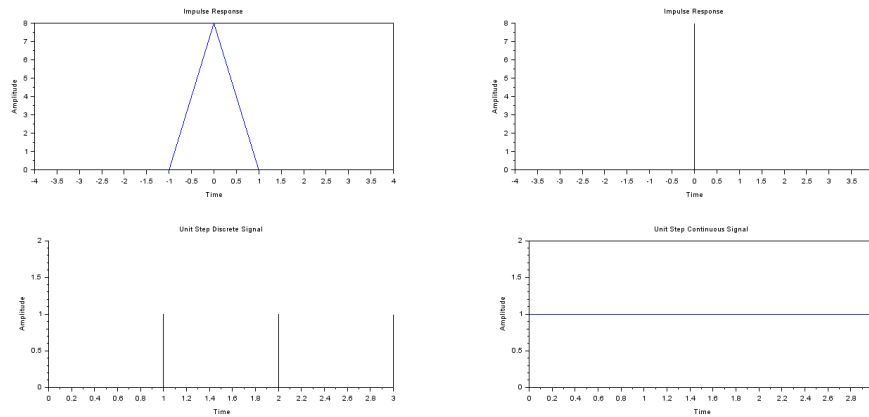 Impulse Response
Amplitude
8
7
6
5
4
3
2
1
0
-4 -3.5 -3 -2.5 -2 -1.5 -1 -0.5 0 0.5 1 1.5 2 2.5 3 3.5 4
Time
Impulse Response
Amplitude
8
7
6
5
4
3
2
1
0
-4 -3.5 -3 -2.5 -2 -1.5 -1 -0.5 0 0.5 1 1.5 2 2.5 3 3.5
Time
Unit Step Discrete Signal
Amplitude
2
1.5
1
0.5
0
0 0.2 0.4 0.6 0.8 1 1.2 1.4 1.6 1.8 2 2.2 2.4 2.6 2.8 3
Time
Unit Step Continuous Signal
Amplitude
2
1.5
1
0.5
0
0 0.2 0.4 0.6 0.8 1 1.2 1.4 1.6 1.8 2 2.2 2.4 2.6 2.8
Time